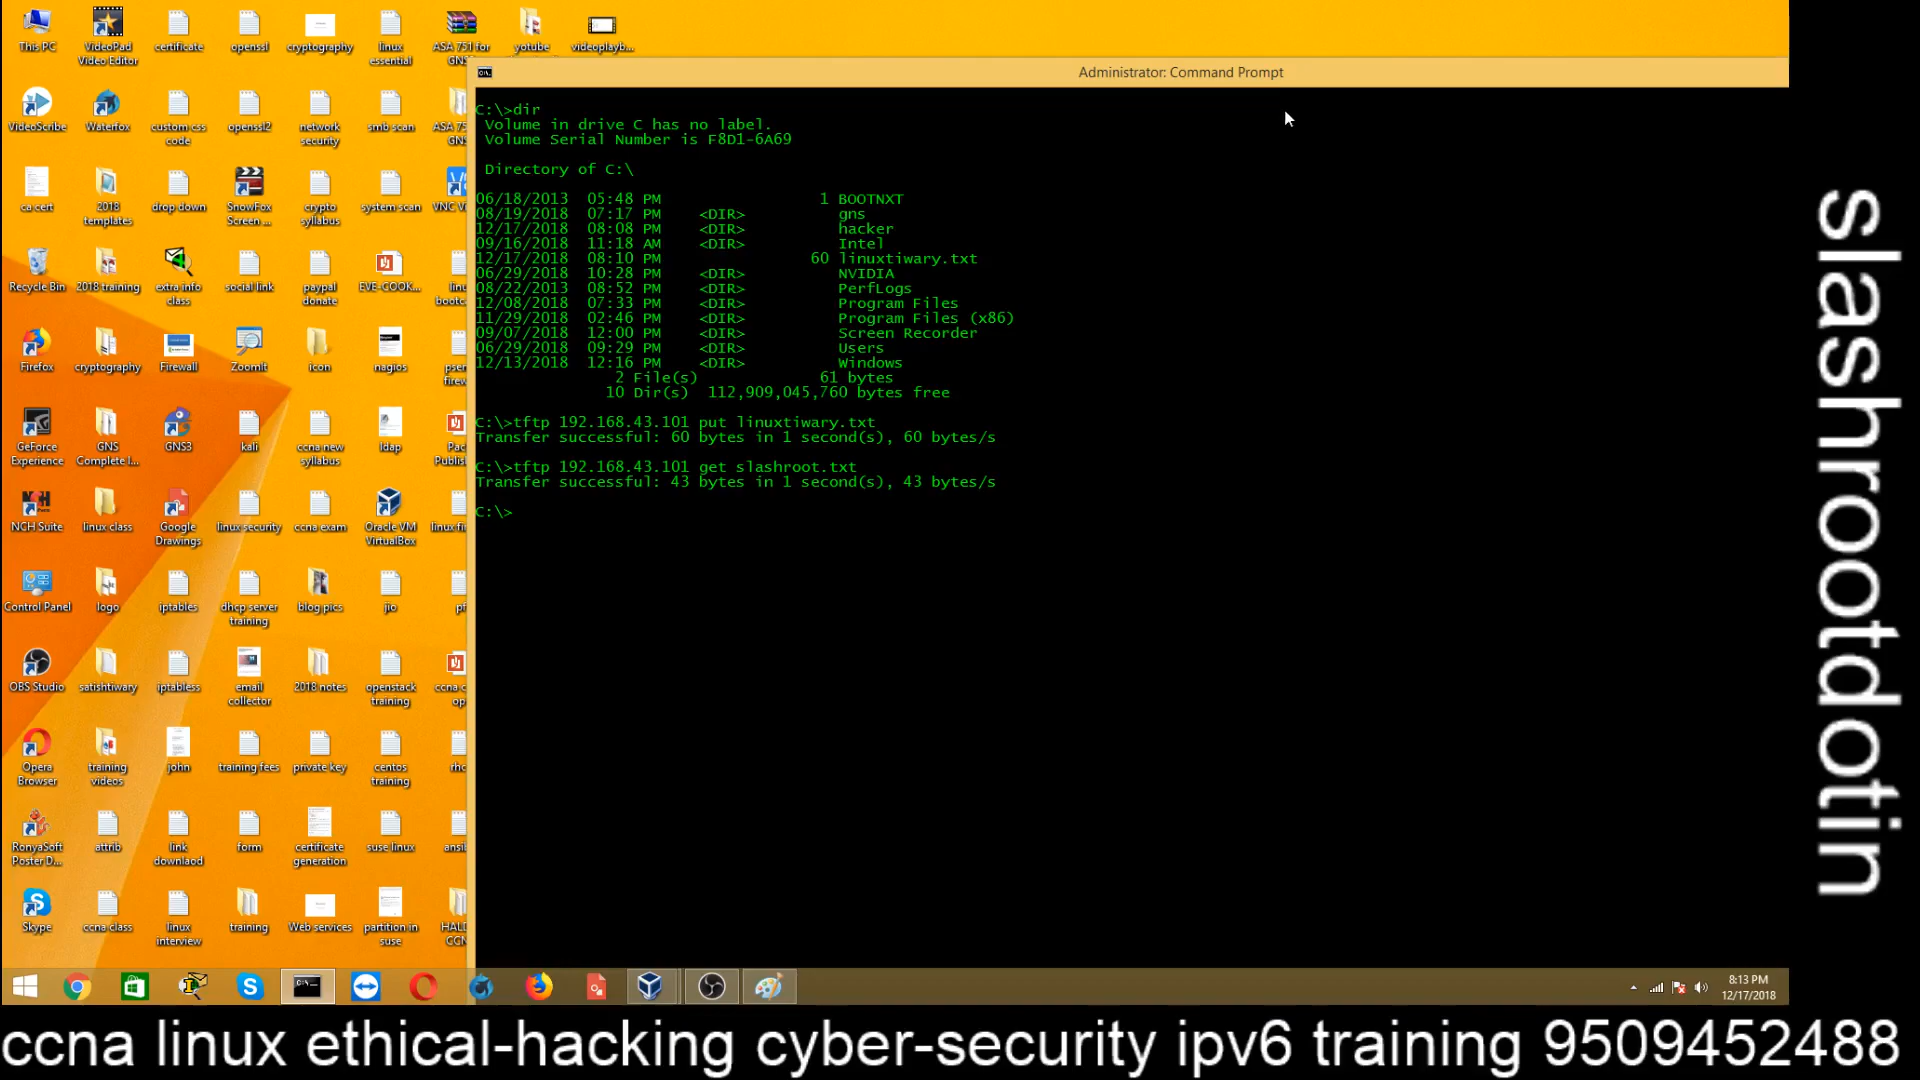 This PC
VideoPad Video Editor
certificate
openssl
cryptography
linux essential
ASA 751 for
yotube
videoplayb...
VideoScribe
Waterfox
custom css code
openssl2
network security
smb scan
ca cert
2018 templates
drop down
SnowFox Screen ...
crypto syllabus
system scan
Recycle Bin
2018 training
extra info class
social link
paypal donate
EVE-COOK...
Firefox
cryptography
Firewall
ZoomIt
icon
nagios
GeForce Experience
GNS Complete I...
GNS3
kali
ccna new syllabus
ldap
NCH Suite
linux class
Google Drawings
linux security
ccna exam
Oracle VM VirtualBox
Control Panel
logo
iptables
dhcp server training
blog pics
jio
OBS Studio
satishtiwary
iptabless
email collector
2018 notes
openstack training
Opera Browser
training videos
john
training fees
private key
centos training
RonyaSoft Poster D...
attrib
link downlaod
form
certificate generation
suse linux
Skype
ccna class
linux interview
training
Web services
partition in suse
Administrator: Command Prompt
C:\>dir
Volume in drive C has no label.
Volume Serial Number is F8D1-6A69
Directory of C:\
06/18/2013 05:48 PM 1 BOOTNXT
08/19/2018 07:17 PM <DIR> gns
12/17/2018 08:08 PM <DIR> hacker
09/16/2018 11:18 AM <DIR> Intel
12/17/2018 08:10 PM 60 linuxtiwary.txt
06/29/2018 10:28 PM <DIR> NVIDIA
08/22/2013 08:52 PM <DIR> PerfLogs
12/08/2018 07:33 PM <DIR> Program Files
11/29/2018 02:46 PM <DIR> Program Files (x86)
09/07/2018 12:00 PM <DIR> Screen Recorder
06/29/2018 09:29 PM <DIR> Users
12/13/2018 12:16 PM <DIR> Windows
2 File(s) 61 bytes
10 Dir(s) 112,909,045,760 bytes free
C:\>tftp 192.168.43.101 put linuxtiwary.txt
Transfer successful: 60 bytes in 1 second(s), 60 bytes/s
C:\>tftp 192.168.43.101 get slashroot.txt
Transfer successful: 43 bytes in 1 second(s), 43 bytes/s
C:\>
8:13 PM
12/17/2018
slashrootdotin
ccna linux ethical-hacking cyber-security ipv6 training 9509452488